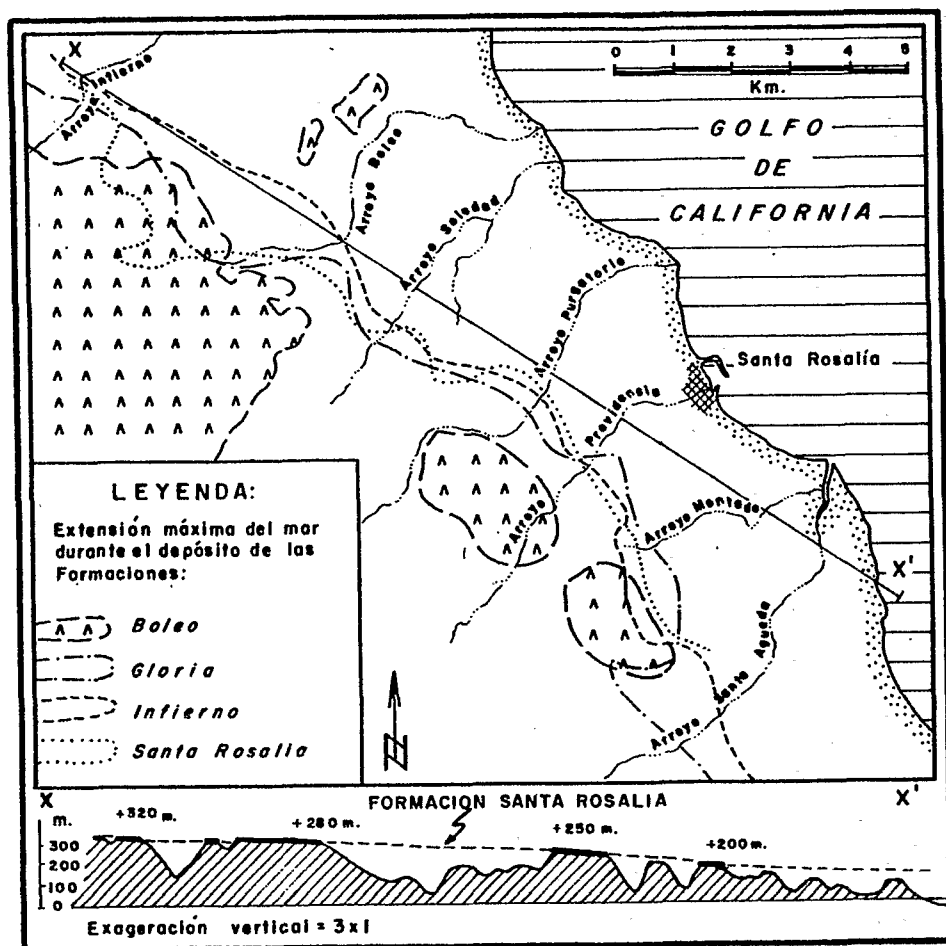 X
Arroyo Infierno
0 1 2 3 4 5
Km.
GOLFO
DE
CALIFORNIA
Arroyo Boleo
Arroyo Soledad
Arroyo Purgatorio
Santa Rosalía
Arroyo Providencia
Arroyo Montado
X'
Arroyo Santa Agueda
LEYENDA:
Extensión máxima del mar
durante el depósito de las
Formaciones:
Boleo
Gloria
Infierno
Santa Rosalia
N
X FORMACION SANTA ROSALIA X'
m. +320 m. +280 m. +250 m. +200 m.
300
200
100
0
Exageración vertical = 3x1